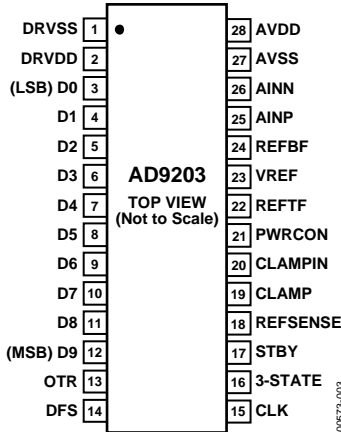 DRVSS 1
28 AVDD
DRVDD 2
27 AVSS
(LSB) D0 3
26 AINN
D1 4
25 AINP
D2 5
24 REFBF
D3 6
AD9203
23 VREF
D4 7
TOP VIEW
(Not to Scale)
22 REFTF
D5 8
21 PWRCON
D6 9
20 CLAMPIN
D7 10
19 CLAMP
D8 11
18 REFSENSE
(MSB) D9 12
17 STBY
OTR 13
16 3-STATE
DFS 14
15 CLK
00573-003